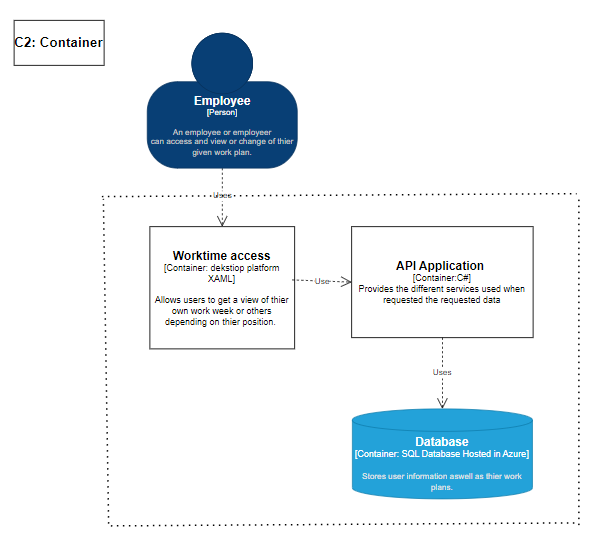 C2: Container
Employee
[Person]
An employee or employeer
can access and view or change of thier
given work plan.
Uses
Worktime access
[Container: dekstiop platform
XAML]
Allows users to get a view of thier
own work week or others
depending on thier position.
Use
API Application
[Container:C#]
Provides the different services used when
requested the requested data
Uses
Database
[Container: SQL Database Hosted in Azure]
Stores user information aswell as thier work
plans.